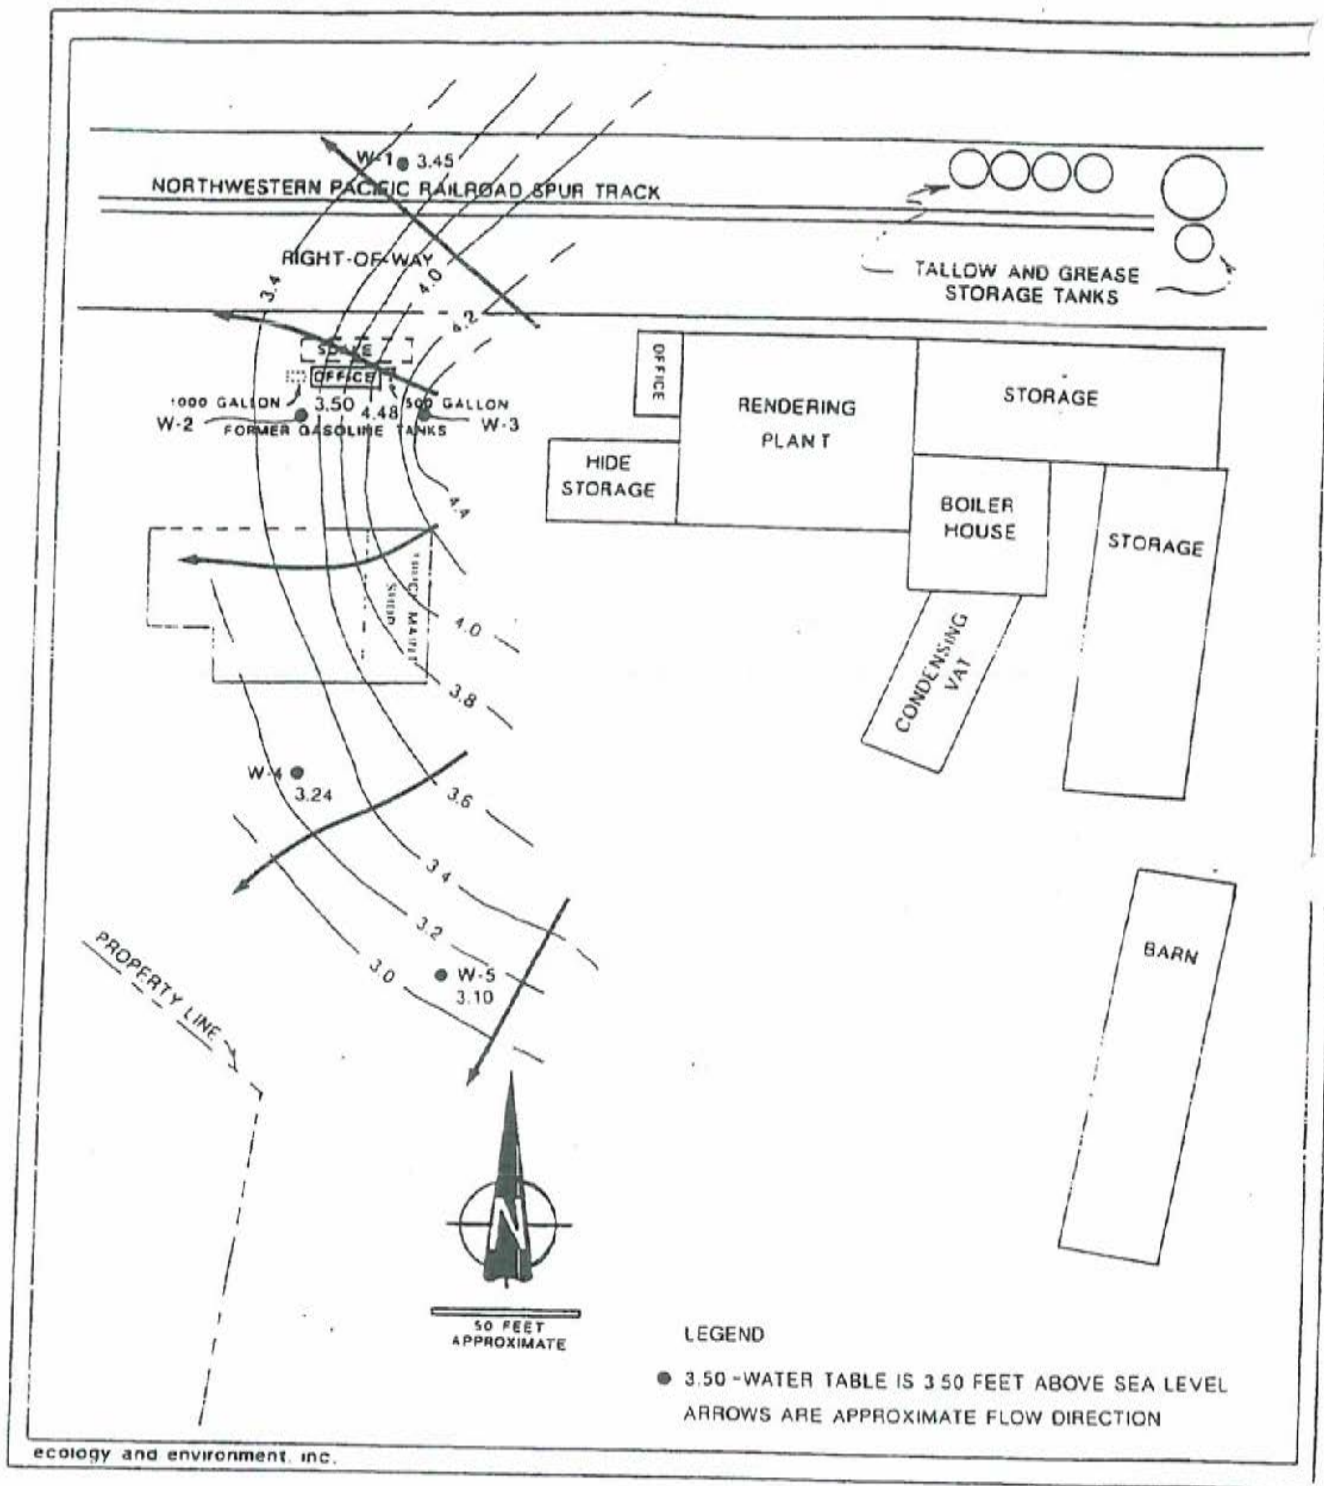 W-1 3.45
NORTHWESTERN PACIFIC RAILROAD SPUR TRACK
RIGHT-OF-WAY
TALLOW AND GREASE
STORAGE TANKS
3.4
4.0
4.2
SCALE
OFFICE
1000 GALLON
3.50
4.48
500 GALLON
W-2
FORMER GASOLINE TANKS
W-3
OFFICE
RENDERING
PLANT
STORAGE
HIDE
STORAGE
BOILER
HOUSE
STORAGE
CONDENSING
VAT
4.4
TRUCK MAINT
SHOP
4.0
3.8
W-4
3.24
3.6
3.4
3.2
3.0
W-5
3.10
PROPERTY LINE
BARN
N
50 FEET
APPROXIMATE
LEGEND
3.50-WATER TABLE IS 3 50 FEET ABOVE SEA LEVEL
ARROWS ARE APPROXIMATE FLOW DIRECTION
ecology and environment, inc.